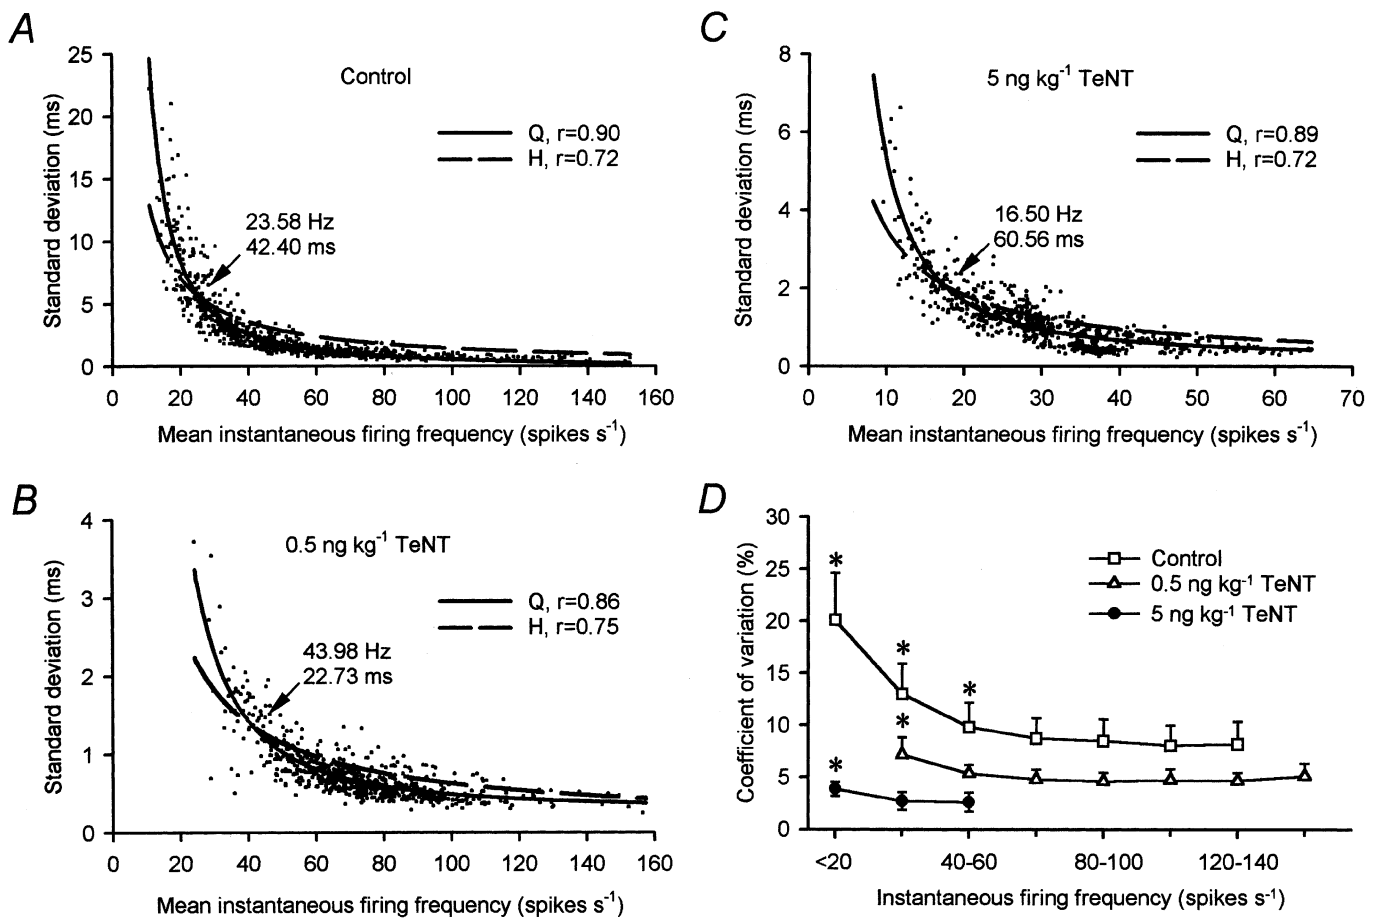 A
Control
Q, r=0.90
H, r=0.72
23.58 Hz
42.40 ms
Standard deviation (ms)
25
20
15
10
5
0
0 20 40 60 80 100 120 140 160
Mean instantaneous firing frequency (spikes s⁻¹)
B
0.5 ng kg⁻¹ TeNT
Q, r=0.86
H, r=0.75
43.98 Hz
22.73 ms
Standard deviation (ms)
4
3
2
1
0
0 20 40 60 80 100 120 140 160
Mean instantaneous firing frequency (spikes s⁻¹)
C
5 ng kg⁻¹ TeNT
Q, r=0.89
H, r=0.72
16.50 Hz
60.56 ms
Standard deviation (ms)
8
6
4
2
0
0 10 20 30 40 50 60 70
Mean instantaneous firing frequency (spikes s⁻¹)
D
Control
0.5 ng kg⁻¹ TeNT
5 ng kg⁻¹ TeNT
Coefficient of variation (%)
30
25
20
15
10
5
0
* * * * *
<20 40-60 80-100 120-140
Instantaneous firing frequency (spikes s⁻¹)